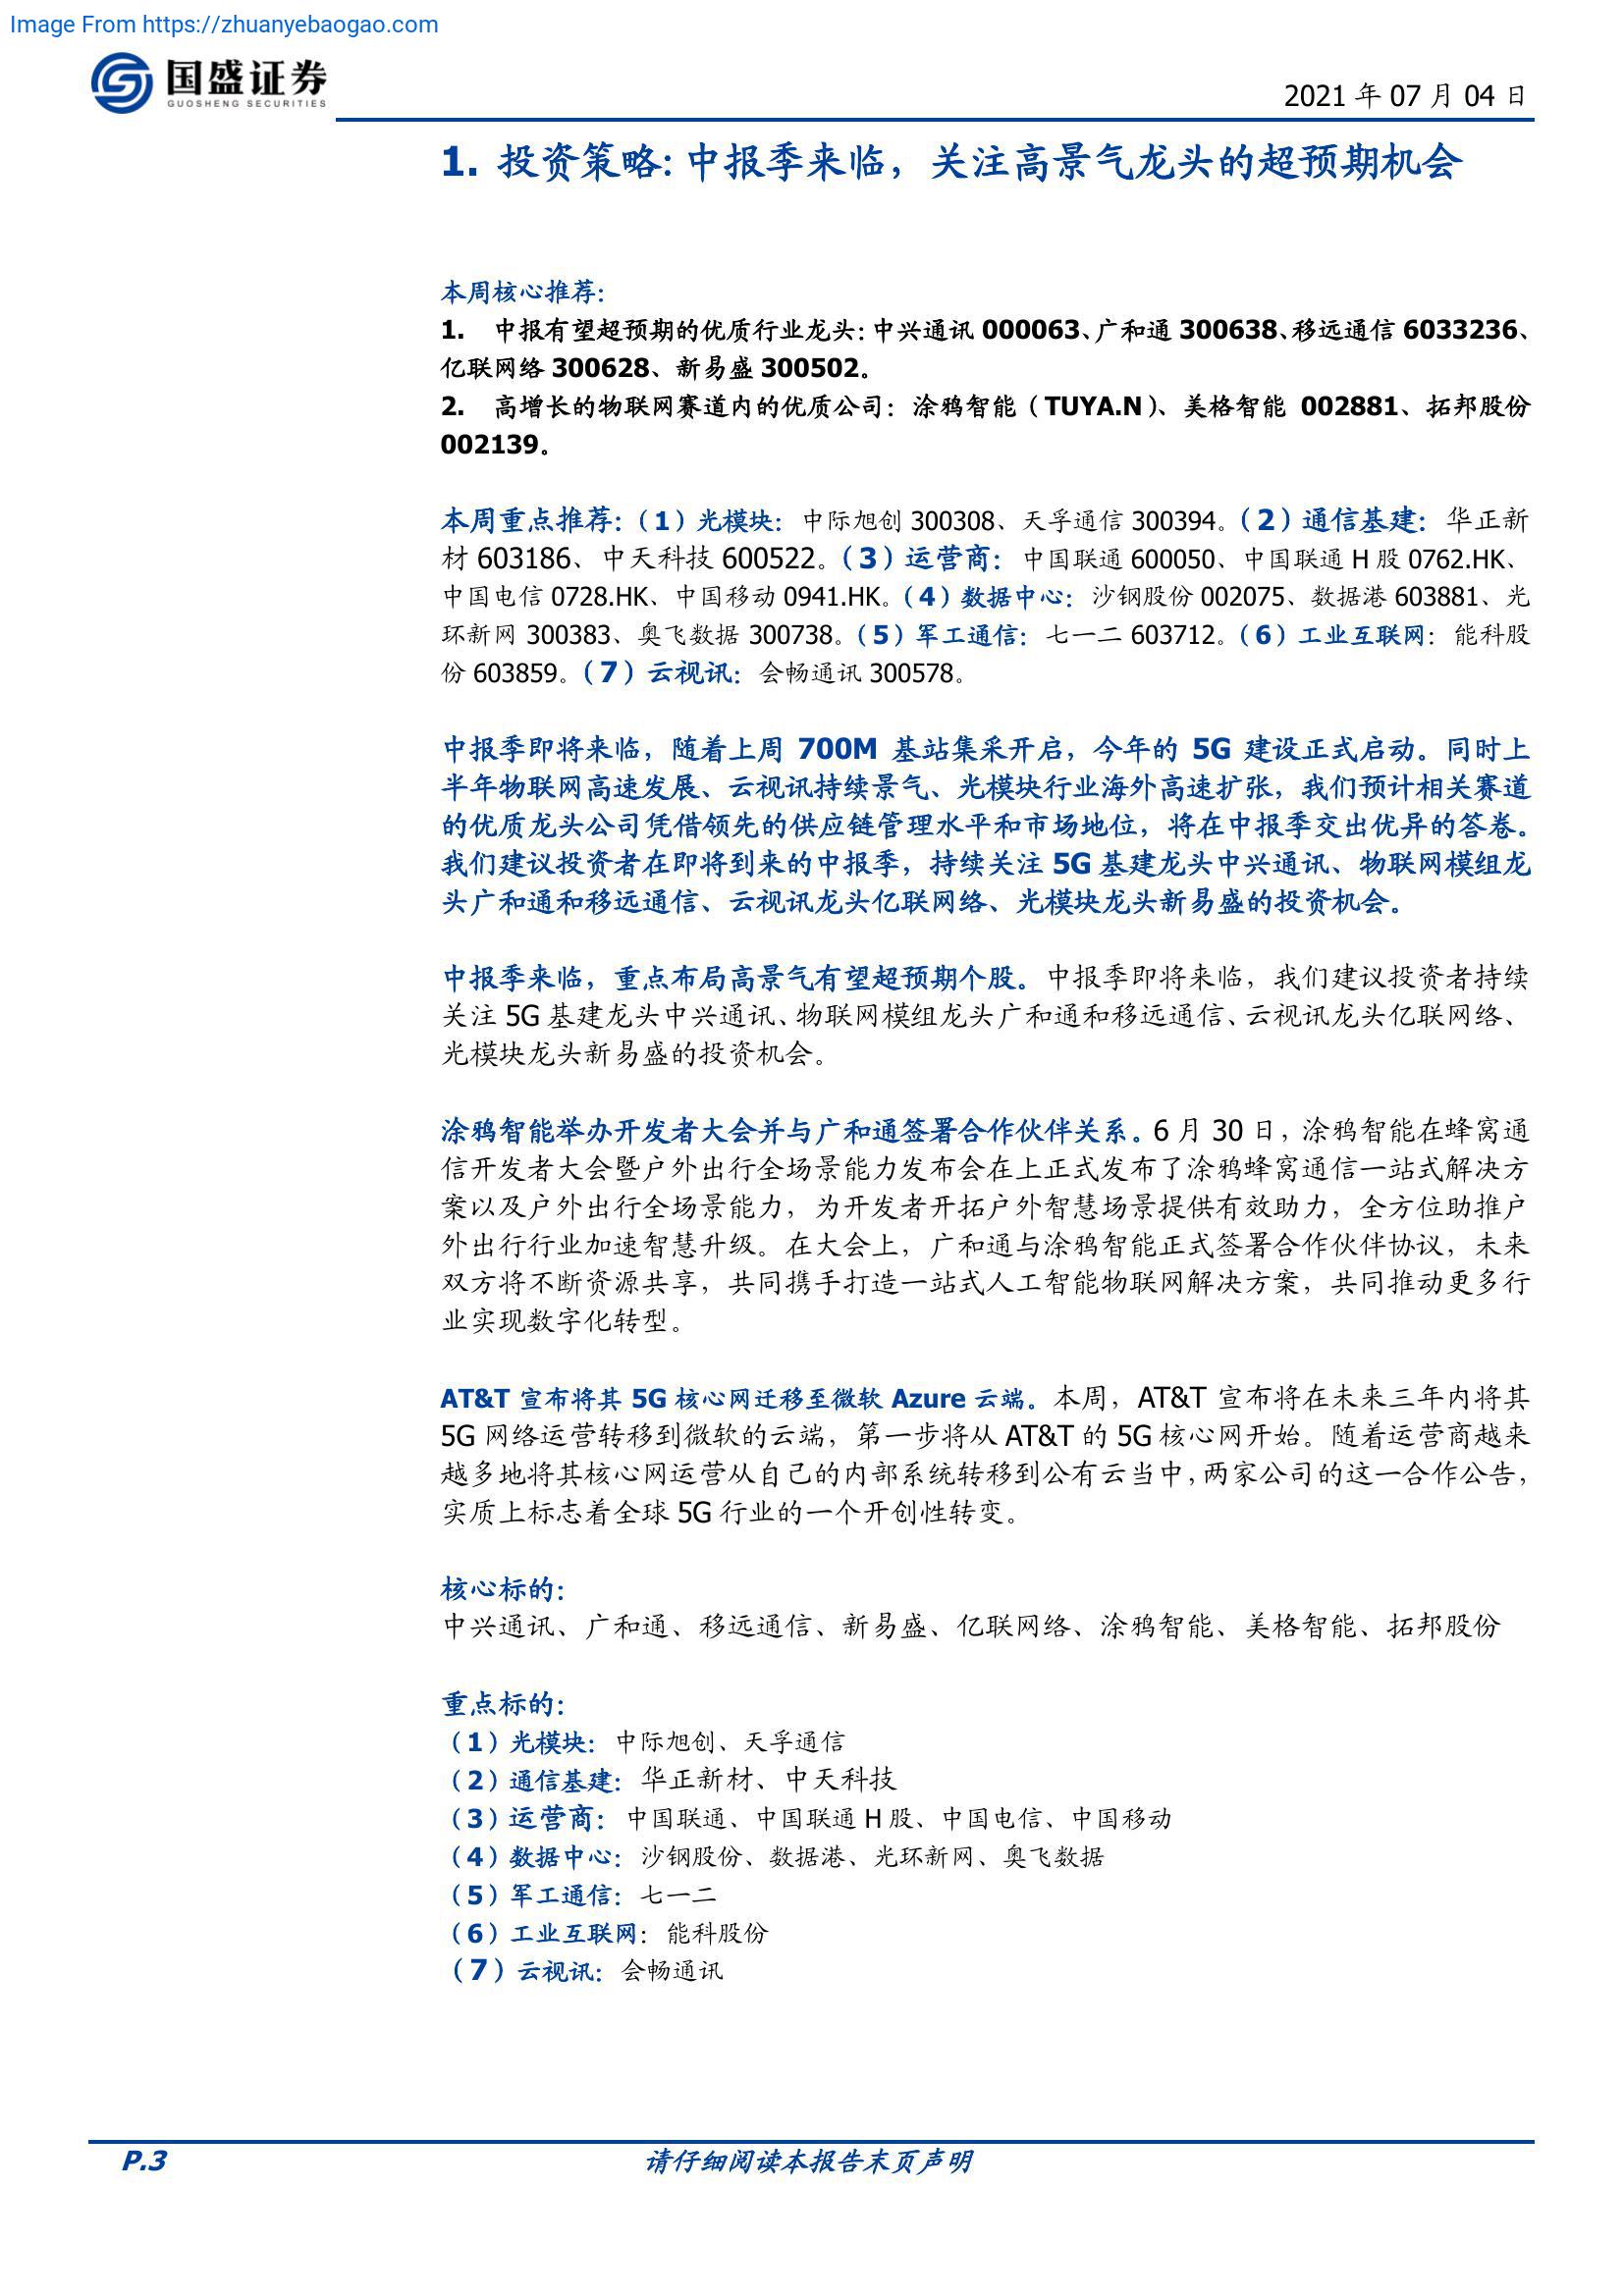 Image From https://zhuanyebaogao.com
国盛证券
GUOSHENG SECURITIES
2021 年 07 月 04 日
1. 投资策略：中报季来临，关注高景气龙头的超预期机会
本周核心推荐：
1. 中报有望超预期的优质行业龙头：中兴通讯 000063、广和通 300638、移远通信 6033236、
亿联网络 300628、新易盛 300502。
2. 高增长的物联网赛道内的优质公司：涂鸦智能（TUYA.N）、美格智能 002881、拓邦股份
002139。
本周重点推荐：（1）光模块：中际旭创 300308、天孚通信 300394。（2）通信基建：华正新
材 603186、中天科技 600522。（3）运营商：中国联通 600050、中国联通 H 股 0762.HK、
中国电信 0728.HK、中国移动 0941.HK。（4）数据中心：沙钢股份 002075、数据港 603881、光
环新网 300383、奥飞数据 300738。（5）军工通信：七一二 603712。（6）工业互联网：能科股
份 603859。（7）云视讯：会畅通讯 300578。
中报季即将来临，随着上周 700M 基站集采开启，今年的 5G 建设正式启动。同时上
半年物联网高速发展、云视讯持续景气、光模块行业海外高速扩张，我们预计相关赛道
的优质龙头公司凭借领先的供应链管理水平和市场地位，将在中报季交出优异的答卷。
我们建议投资者在即将到来的中报季，持续关注 5G 基建龙头中兴通讯、物联网模组龙
头广和通和移远通信、云视讯龙头亿联网络、光模块龙头新易盛的投资机会。
中报季来临，重点布局高景气有望超预期个股。中报季即将来临，我们建议投资者持续
关注 5G 基建龙头中兴通讯、物联网模组龙头广和通和移远通信、云视讯龙头亿联网络、
光模块龙头新易盛的投资机会。
涂鸦智能举办开发者大会并与广和通签署合作伙伴关系。6 月 30 日，涂鸦智能在蜂窝通
信开发者大会暨户外出行全场景能力发布会在上正式发布了涂鸦蜂窝通信一站式解决方
案以及户外出行全场景能力，为开发者开拓户外智慧场景提供有效助力，全方位助推户
外出行行业加速智慧升级。在大会上，广和通与涂鸦智能正式签署合作伙伴协议，未来
双方将不断资源共享，共同携手打造一站式人工智能物联网解决方案，共同推动更多行
业实现数字化转型。
AT&T 宣布将其 5G 核心网迁移至微软 Azure 云端。本周，AT&T 宣布将在未来三年内将其
5G 网络运营转移到微软的云端，第一步将从 AT&T 的 5G 核心网开始。随着运营商越来
越多地将其核心网运营从自己的内部系统转移到公有云当中，两家公司的这一合作公告，
实质上标志着全球 5G 行业的一个开创性转变。
核心标的：
中兴通讯、广和通、移远通信、新易盛、亿联网络、涂鸦智能、美格智能、拓邦股份
重点标的：
（1）光模块：中际旭创、天孚通信
（2）通信基建：华正新材、中天科技
（3）运营商：中国联通、中国联通 H 股、中国电信、中国移动
（4）数据中心：沙钢股份、数据港、光环新网、奥飞数据
（5）军工通信：七一二
（6）工业互联网：能科股份
（7）云视讯：会畅通讯
P.3
请仔细阅读本报告末页声明